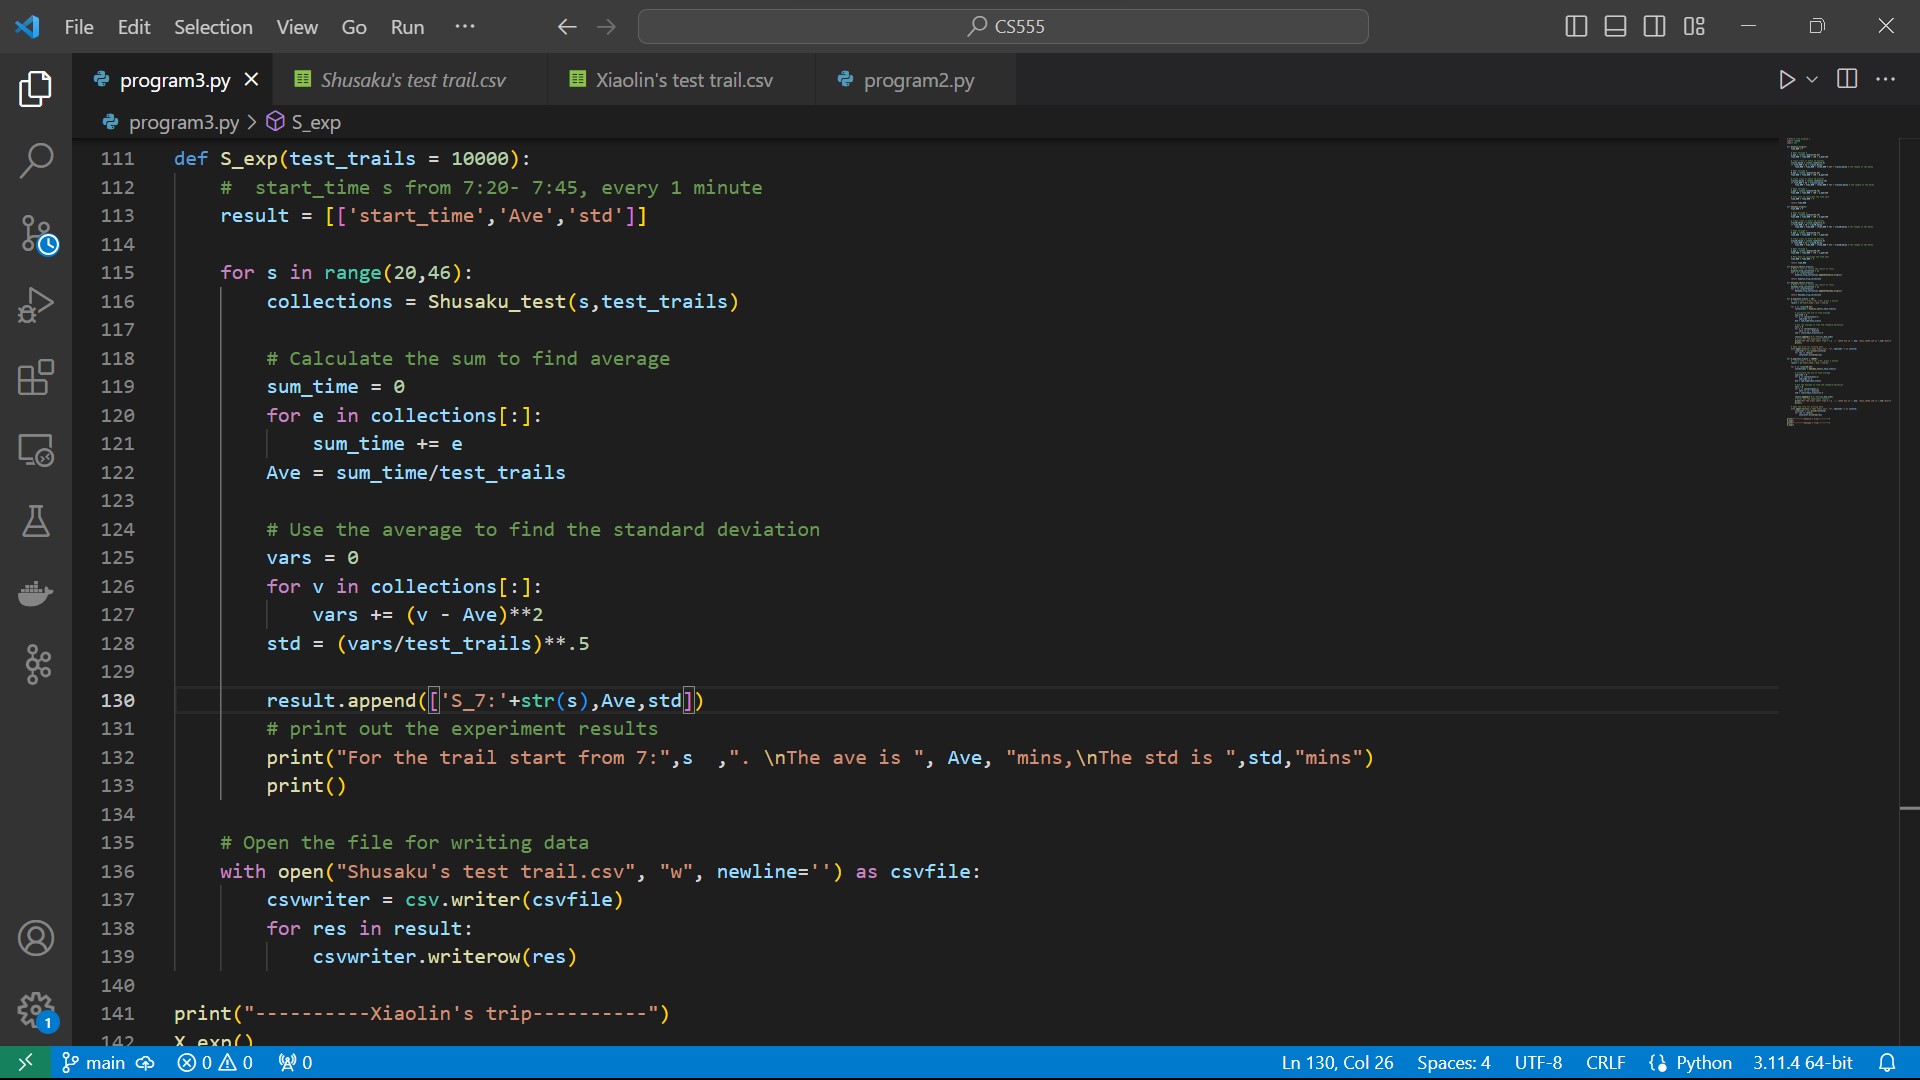 File Edit Selection View Go Run ··· CS555
program3.py Shusaku's test trail.csv Xiaolin's test trail.csv program2.py
program3.py > S_exp
111 def S_exp(test_trails = 10000):
112     #  start_time s from 7:20- 7:45, every 1 minute
113     result = [['start_time','Ave','std']]
114
115     for s in range(20,46):
116         collections = Shusaku_test(s,test_trails)
117
118         # Calculate the sum to find average
119         sum_time = 0
120         for e in collections[:]:
121             sum_time += e
122         Ave = sum_time/test_trails
123
124         # Use the average to find the standard deviation
125         vars = 0
126         for v in collections[:]:
127             vars += (v - Ave)**2
128         std = (vars/test_trails)**.5
129
130         result.append(['S_7:'+str(s),Ave,std])
131         # print out the experiment results
132         print("For the trail start from 7:",s  ,". \nThe ave is ", Ave, "mins,\nThe std is ",std,"mins")
133         print()
134
135     # Open the file for writing data
136     with open("Shusaku's test trail.csv", "w", newline='') as csvfile:
137         csvwriter = csv.writer(csvfile)
138         for res in result:
139             csvwriter.writerow(res)
140
141 print("----------Xiaolin's trip----------")
142 X_exp()
1
main 0 0 0 Ln 130, Col 26 Spaces: 4 UTF-8 CRLF Python 3.11.4 64-bit